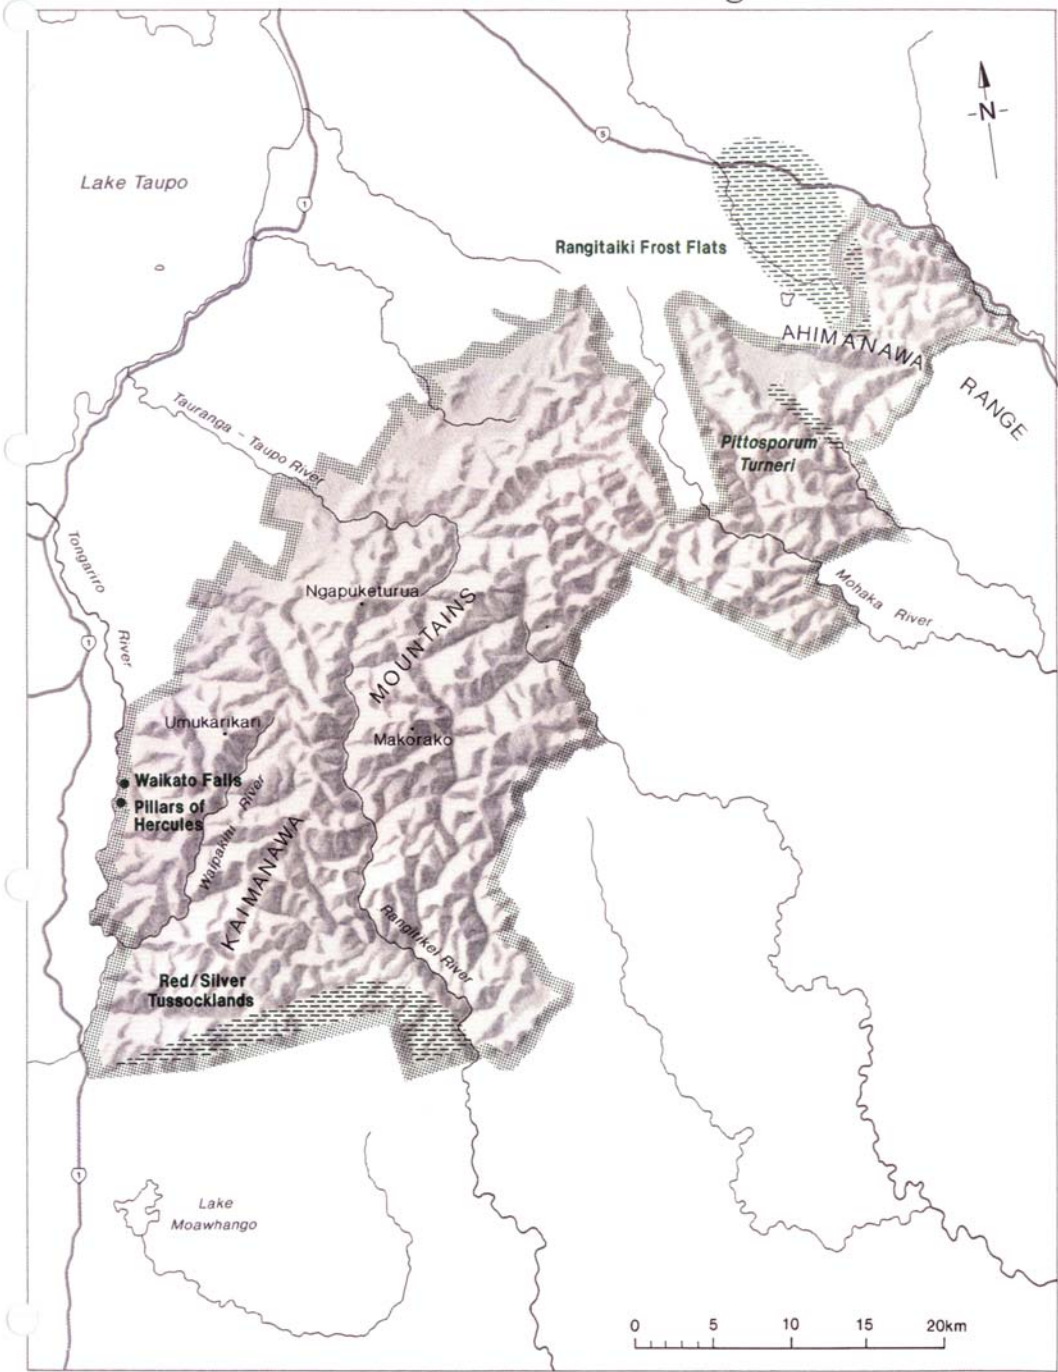 5
-N-
Lake Taupo
1
Rangitaiki Frost Flats
AHIMANAWA
RANGE
Tauranga - Taupo River
Pittosporum
Turneri
Tongariro
River
Ngapuketurua
Mohaka River
1
MOUNTAINS
Umukarikari
Makorako
Waikato Falls
Pillars of
Hercules
Waipakihi River
KAIMANAWA
Rangitikei River
Red/Silver
Tussocklands
1
Lake
Moawhango
0 5 10 15 20km